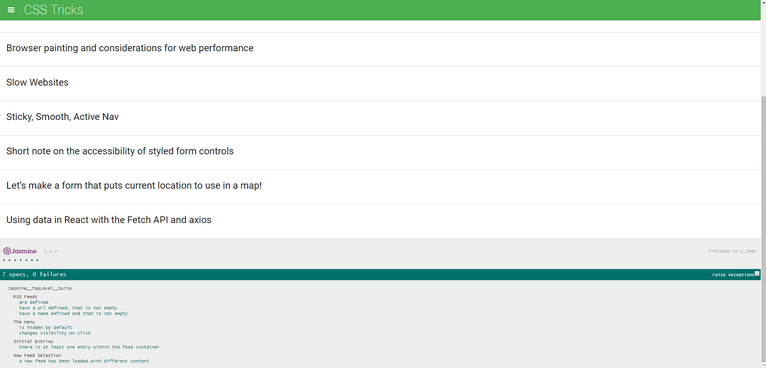 CSS Tricks
Browser painting and considerations for web performance
Slow Websites
Sticky, Smooth, Active Nav
Short note on the accessibility of styled form controls
Let's make a form that puts current location to use in a map!
Using data in React with the Fetch API and axios
Jasmine
Finished in
7 specs, 0 failures
raise exceptions
Jasmine__TopLevel__Suite
RSS Feeds
are defined
have a url defined, that is not empty
have a name defined and that is not empty
The menu
is hidden by default
changes visibility on click
Initial Entries
there is at least one entry within the feed container
New Feed Selection
a new feed has been loaded with different content